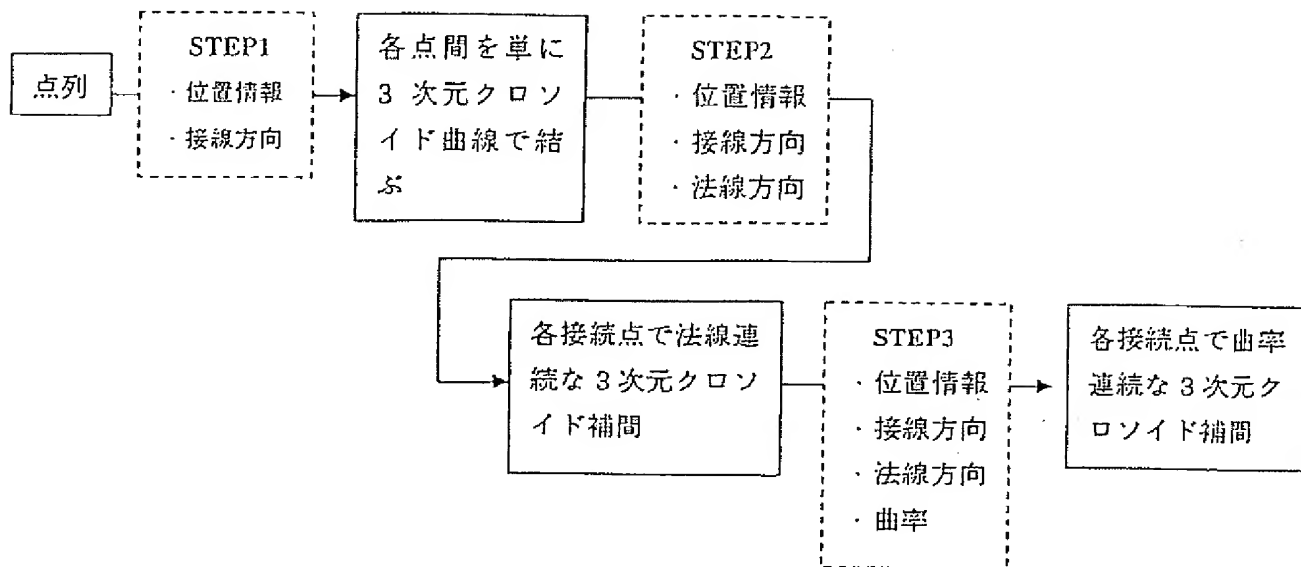 点列
STEP1
・位置情報
・接線方向
各点間を単に
3 次元クロソ
イド曲線で結
ぶ
STEP2
・位置情報
・接線方向
・法線方向
各接続点で法線連
続な3次元クロソ
イド補間
STEP3
・位置情報
・接線方向
・法線方向
・曲率
各接続点で曲率
連続な3次元ク
ロソイド補間